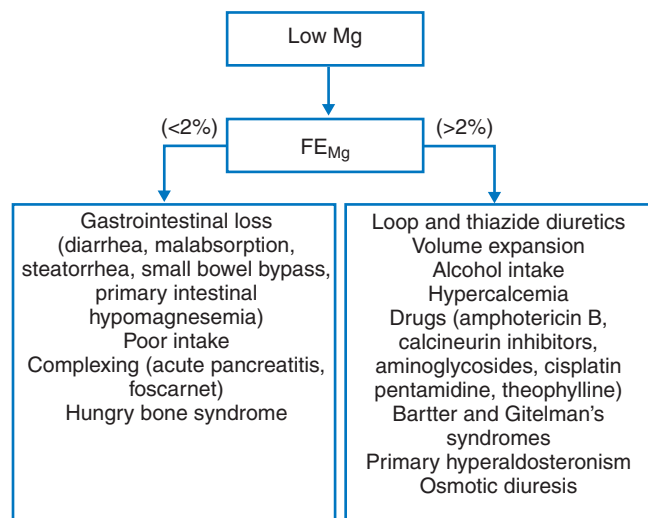 Low Mg
(<2%)
FEMg
(>2%)
Gastrointestinal loss
(diarrhea, malabsorption,
steatorrhea, small bowel bypass,
primary intestinal
hypomagnesemia)
Poor intake
Complexing (acute pancreatitis,
foscarnet)
Hungry bone syndrome
Loop and thiazide diuretics
Volume expansion
Alcohol intake
Hypercalcemia
Drugs (amphotericin B,
calcineurin inhibitors,
aminoglycosides, cisplatin
pentamidine, theophylline)
Bartter and Gitelman's
syndromes
Primary hyperaldosteronism
Osmotic diuresis